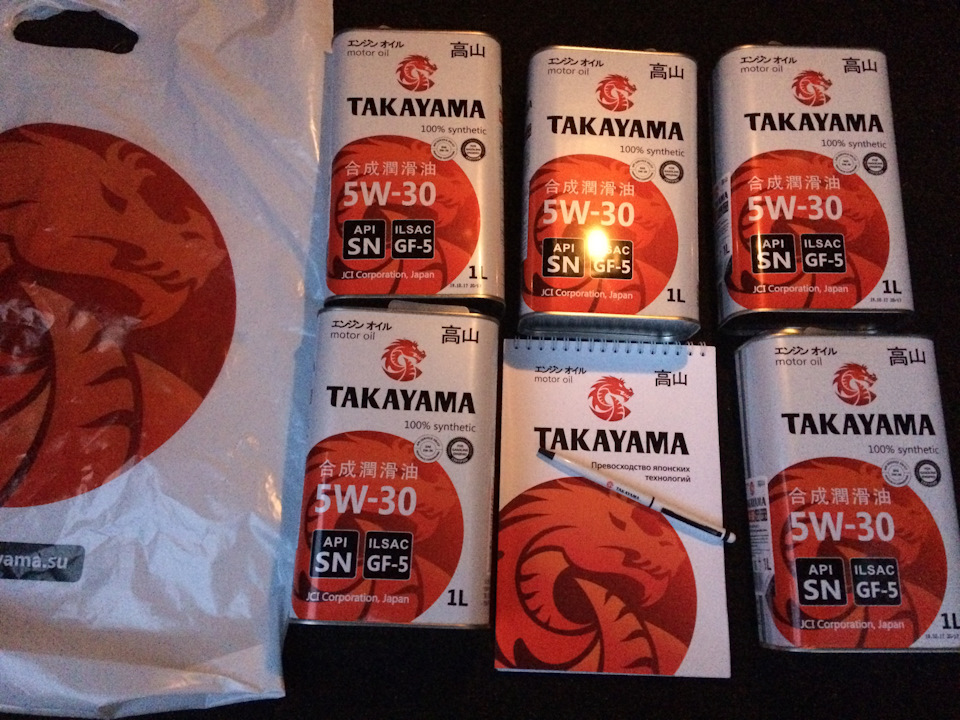 エンジン オイル
motor oil
高山
TAKAYAMA
100% synthetic
合成潤滑油
5W-30
API
SN
ILSAC
GF-5
JCI Corporation, Japan
1L
エンジン オイル
motor oil
高山
TAKAYAMA
100% synthetic
合成潤滑油
5W-30
API
SN
ILSAC
GF-5
JCI Corporation, Japan
1L
エンジン オイル
motor oil
高山
TAKAYAMA
100% synthetic
合成潤滑油
5W-30
API
SN
ILSAC
GF-5
JCI Corporation, Japan
1L
yama.su
エンジン オイル
motor oil
高山
TAKAYAMA
100% synthetic
合成潤滑油
5W-30
API
SN
ILSAC
GF-5
JCI Corporation, Japan
1L
エンジン オイル
motor oil
高山
TAKAYAMA
Превосходство японских
технологий
TAKAYAMA
エンジン オイル
motor oil
高山
TAKAYAMA
100% synthetic
合成潤滑油
5W-30
API
SN
ILSAC
GF-5
JCI Corporation, Japan
1L